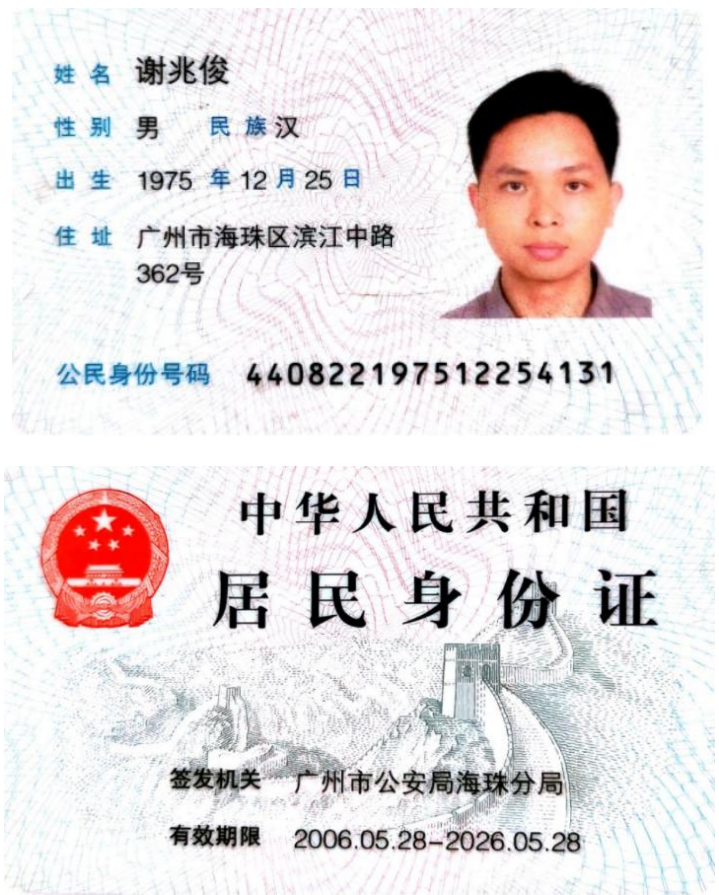 姓名 谢兆俊
性别 男 民族 汉
出生 1975 年 12 月 25 日
住址 广州市海珠区滨江中路
362号
公民身份号码 440822197512254131
中华人民共和国
居民身份证
签发机关 广州市公安局海珠分局
有效期限 2006.05.28-2026.05.28